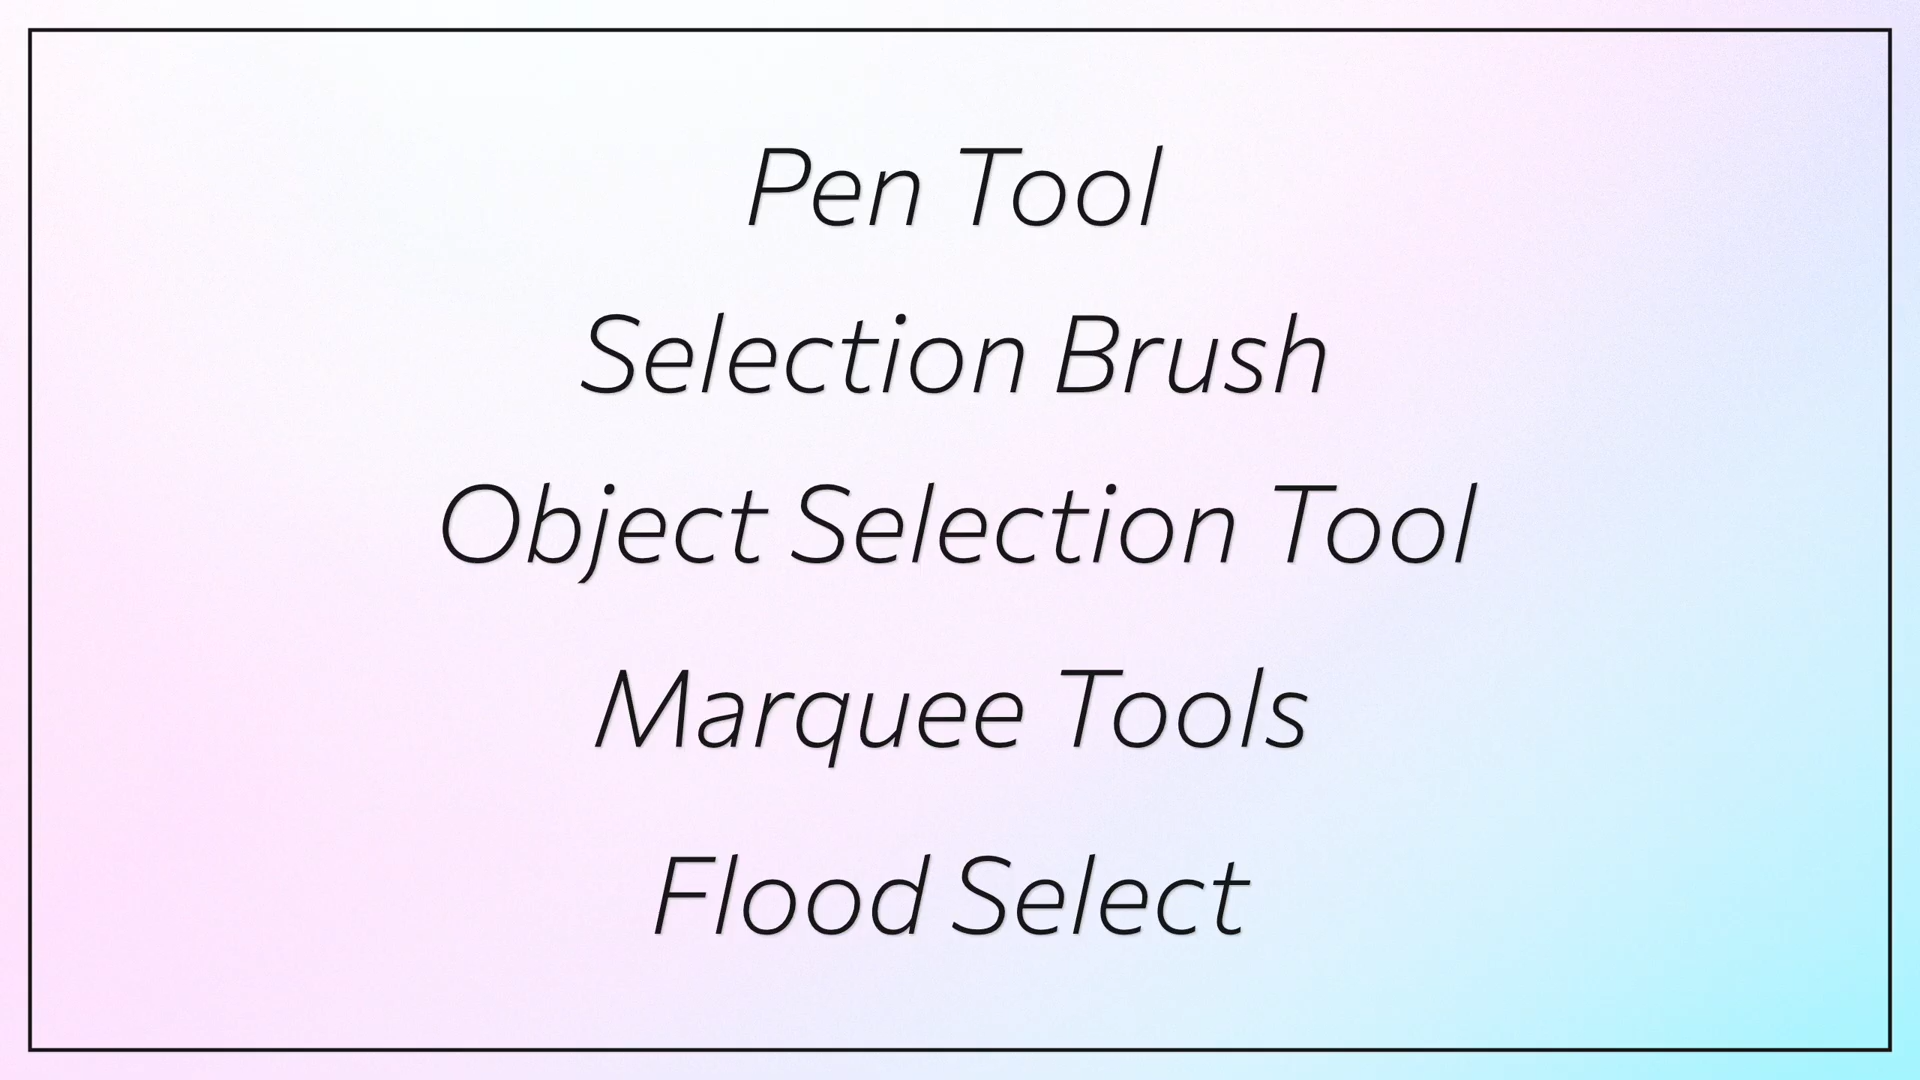 Pen Tool
Selection Brush
Object Selection Tool
Marquee Tools
Flood Select